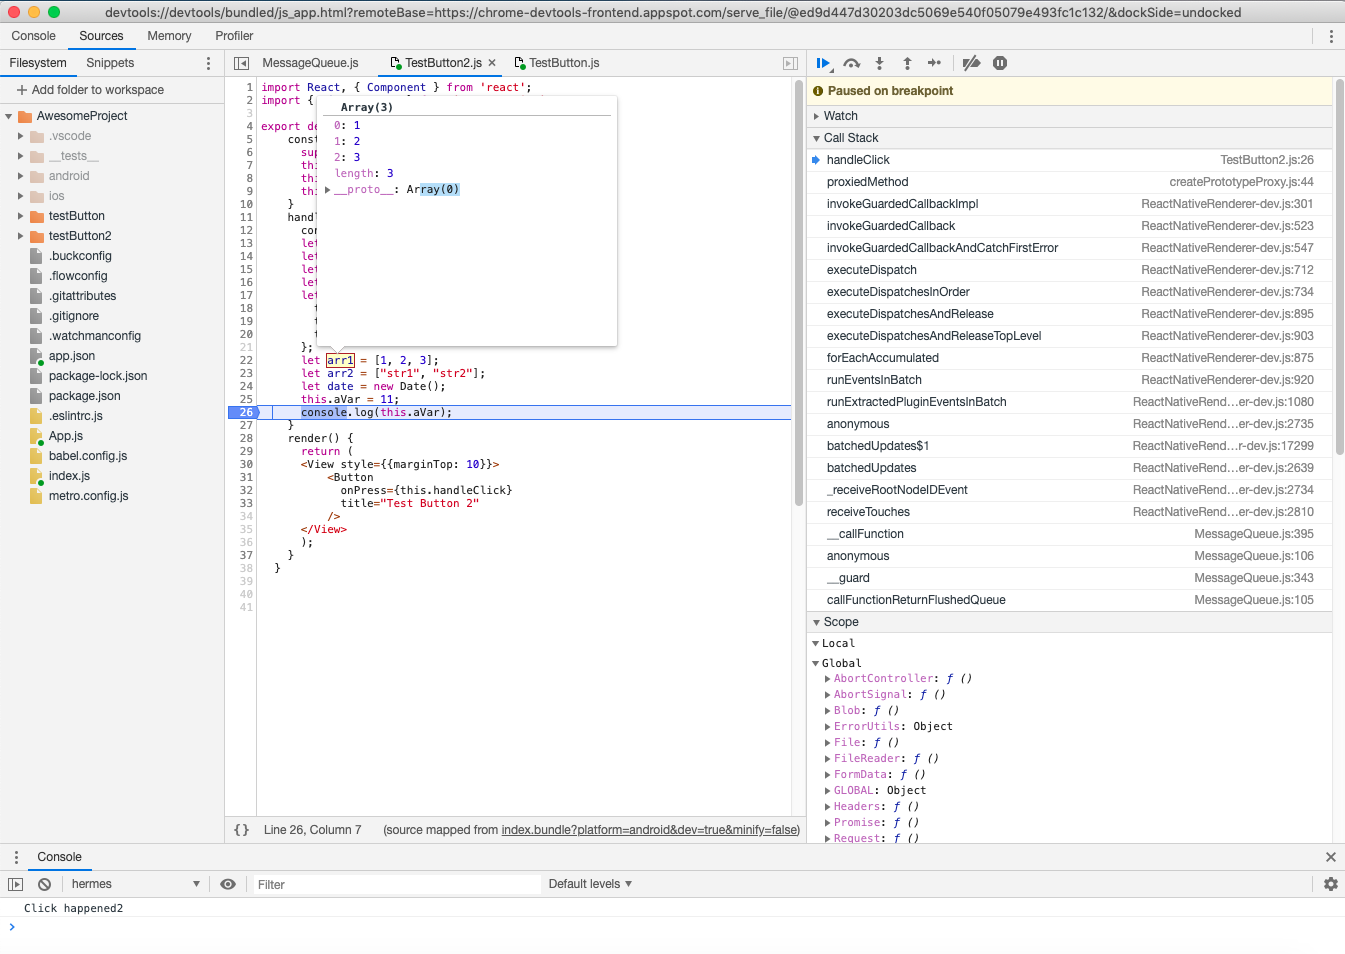 devtools://devtools/bundled/js_app.html?remoteBase=https://chrome-devtools-frontend.appspot.com/serve_file/@ed9d447d30203dc5069e540f05079e493fc1c132/&dockSide=undocked
Console Sources Memory Profiler
Filesystem Snippets
MessageQueue.js TestButton2.js × TestButton.js
+ Add folder to workspace
AwesomeProject
.vscode
__tests__
android
ios
testButton
testButton2
.buckconfig
.flowconfig
.gitattributes
.gitignore
.watchmanconfig
app.json
package-lock.json
package.json
.eslintrc.js
App.js
babel.config.js
index.js
metro.config.js
1 import React, { Component } from 'react';
2 import {
3
4 export de
5 const
6 sup
7 thi
8 thi
9 thi
10 }
11 handl
12 con
13 let
14 let
15 let
16 let
17 let
18
19
20
21 };
22 let arr1 = [1, 2, 3];
23 let arr2 = ["str1", "str2"];
24 let date = new Date();
25 this.aVar = 11;
26 console.log(this.aVar);
27 }
28 render() {
29 return (
30 <View style={{marginTop: 10}}>
31 <Button
32 onPress={this.handleClick}
33 title="Test Button 2"
34 />
35 </View>
36 );
37 }
38 }
39
40
41
Array(3)
0: 1
1: 2
2: 3
length: 3
__proto__: Array(0)
{} Line 26, Column 7 (source mapped from index.bundle?platform=android&dev=true&minify=false)
Paused on breakpoint
Watch
Call Stack
handleClick TestButton2.js:26
proxiedMethod createPrototypeProxy.js:44
invokeGuardedCallbackImpl ReactNativeRenderer-dev.js:301
invokeGuardedCallback ReactNativeRenderer-dev.js:523
invokeGuardedCallbackAndCatchFirstError ReactNativeRenderer-dev.js:547
executeDispatch ReactNativeRenderer-dev.js:712
executeDispatchesInOrder ReactNativeRenderer-dev.js:734
executeDispatchesAndRelease ReactNativeRenderer-dev.js:895
executeDispatchesAndReleaseTopLevel ReactNativeRenderer-dev.js:903
forEachAccumulated ReactNativeRenderer-dev.js:875
runEventsInBatch ReactNativeRenderer-dev.js:920
runExtractedPluginEventsInBatch ReactNativeRend…er-dev.js:1080
anonymous ReactNativeRend…er-dev.js:2735
batchedUpdates$1 ReactNativeRend…r-dev.js:17299
batchedUpdates ReactNativeRend…er-dev.js:2639
_receiveRootNodeIDEvent ReactNativeRend…er-dev.js:2734
receiveTouches ReactNativeRend…er-dev.js:2810
__callFunction MessageQueue.js:395
anonymous MessageQueue.js:106
__guard MessageQueue.js:343
callFunctionReturnFlushedQueue MessageQueue.js:105
Scope
Local
Global
AbortController: ƒ ()
AbortSignal: ƒ ()
Blob: ƒ ()
ErrorUtils: Object
File: ƒ ()
FileReader: ƒ ()
FormData: ƒ ()
GLOBAL: Object
Headers: ƒ ()
Promise: ƒ ()
Request: ƒ ()
Console
hermes Filter Default levels
Click happened2